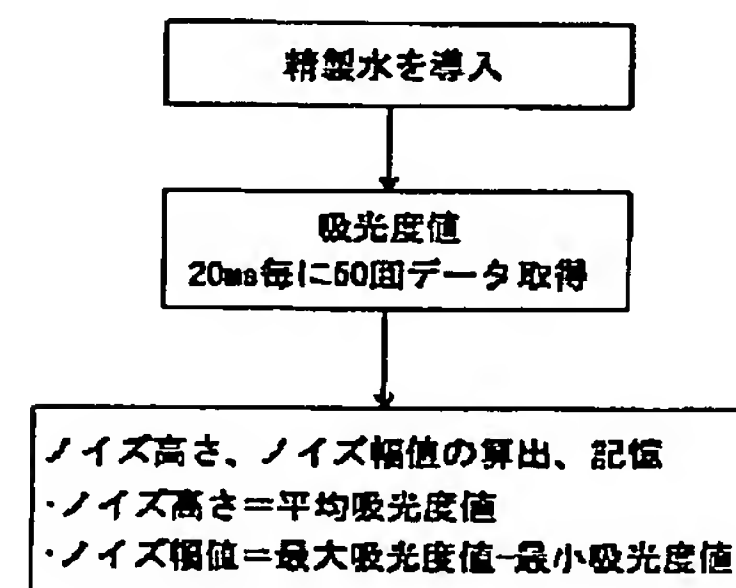 精製水を導入
吸光度値
20ms毎に50回データ取得
ノイズ高さ、ノイズ幅値の算出、記憶
・ノイズ高さ＝平均吸光度値
・ノイズ幅値＝最大吸光度値-最小吸光度値